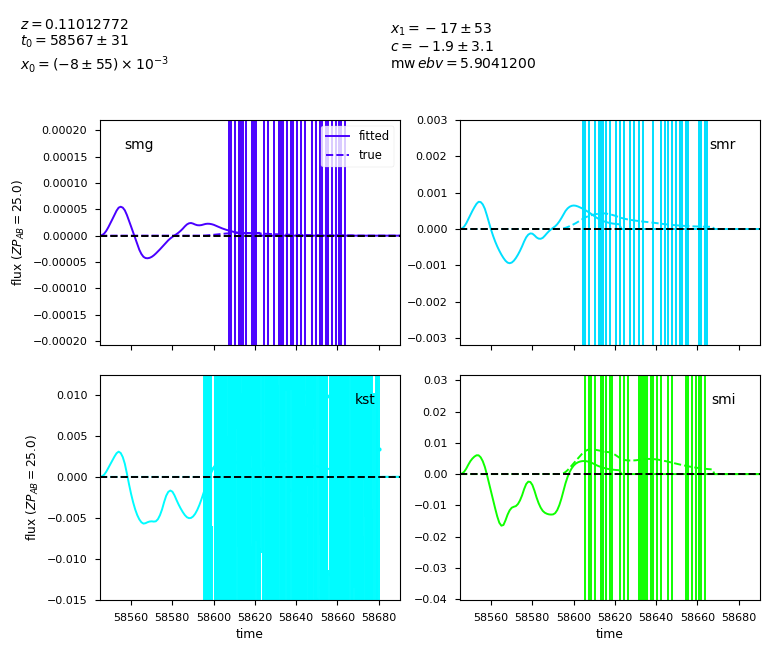 z = 0.11012772
t₀ = 58567 ± 31
x₀ = (−8 ± 55) × 10⁻³
x₁ = −17 ± 53
c = −1.9 ± 3.1
mw ebv = 5.9041200
smg
fitted
true
0.00020
0.00015
0.00010
0.00005
0.00000
−0.00005
−0.00010
−0.00015
−0.00020
flux (ZP_AB = 25.0)
smr
0.003
0.002
0.001
0.000
−0.001
−0.002
−0.003
kst
0.010
0.005
0.000
−0.005
−0.010
−0.015
flux (ZP_AB = 25.0)
58560 58580 58600 58620 58640 58660 58680
time
smi
0.03
0.02
0.01
0.00
−0.01
−0.02
−0.03
−0.04
58560 58580 58600 58620 58640 58660 58680
time